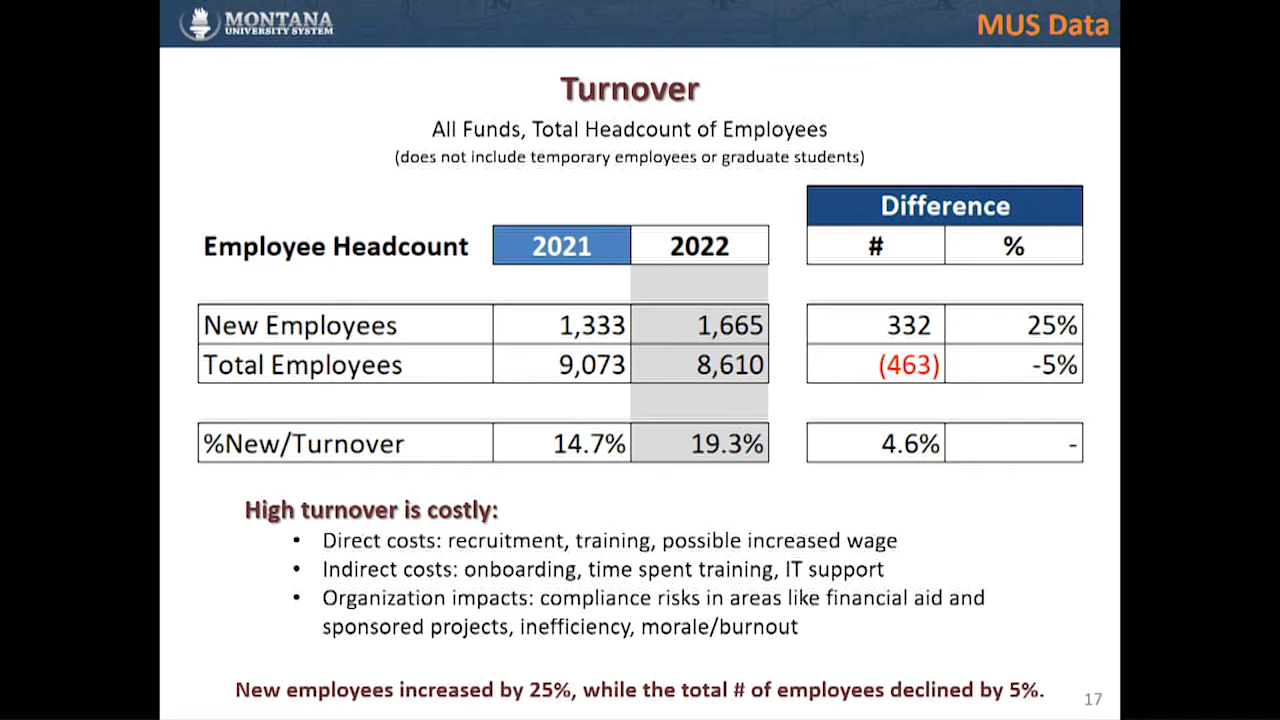 MONTANA
UNIVERSITY SYSTEM
MUS Data
Turnover
All Funds, Total Headcount of Employees
(does not include temporary employees or graduate students)
Difference
Employee Headcount 2021 2022 # %
New Employees 1,333 1,665 332 25%
Total Employees 9,073 8,610 (463) -5%
%New/Turnover 14.7% 19.3% 4.6% -
High turnover is costly:
• Direct costs: recruitment, training, possible increased wage
• Indirect costs: onboarding, time spent training, IT support
• Organization impacts: compliance risks in areas like financial aid and
sponsored projects, inefficiency, morale/burnout
New employees increased by 25%, while the total # of employees declined by 5%.
17